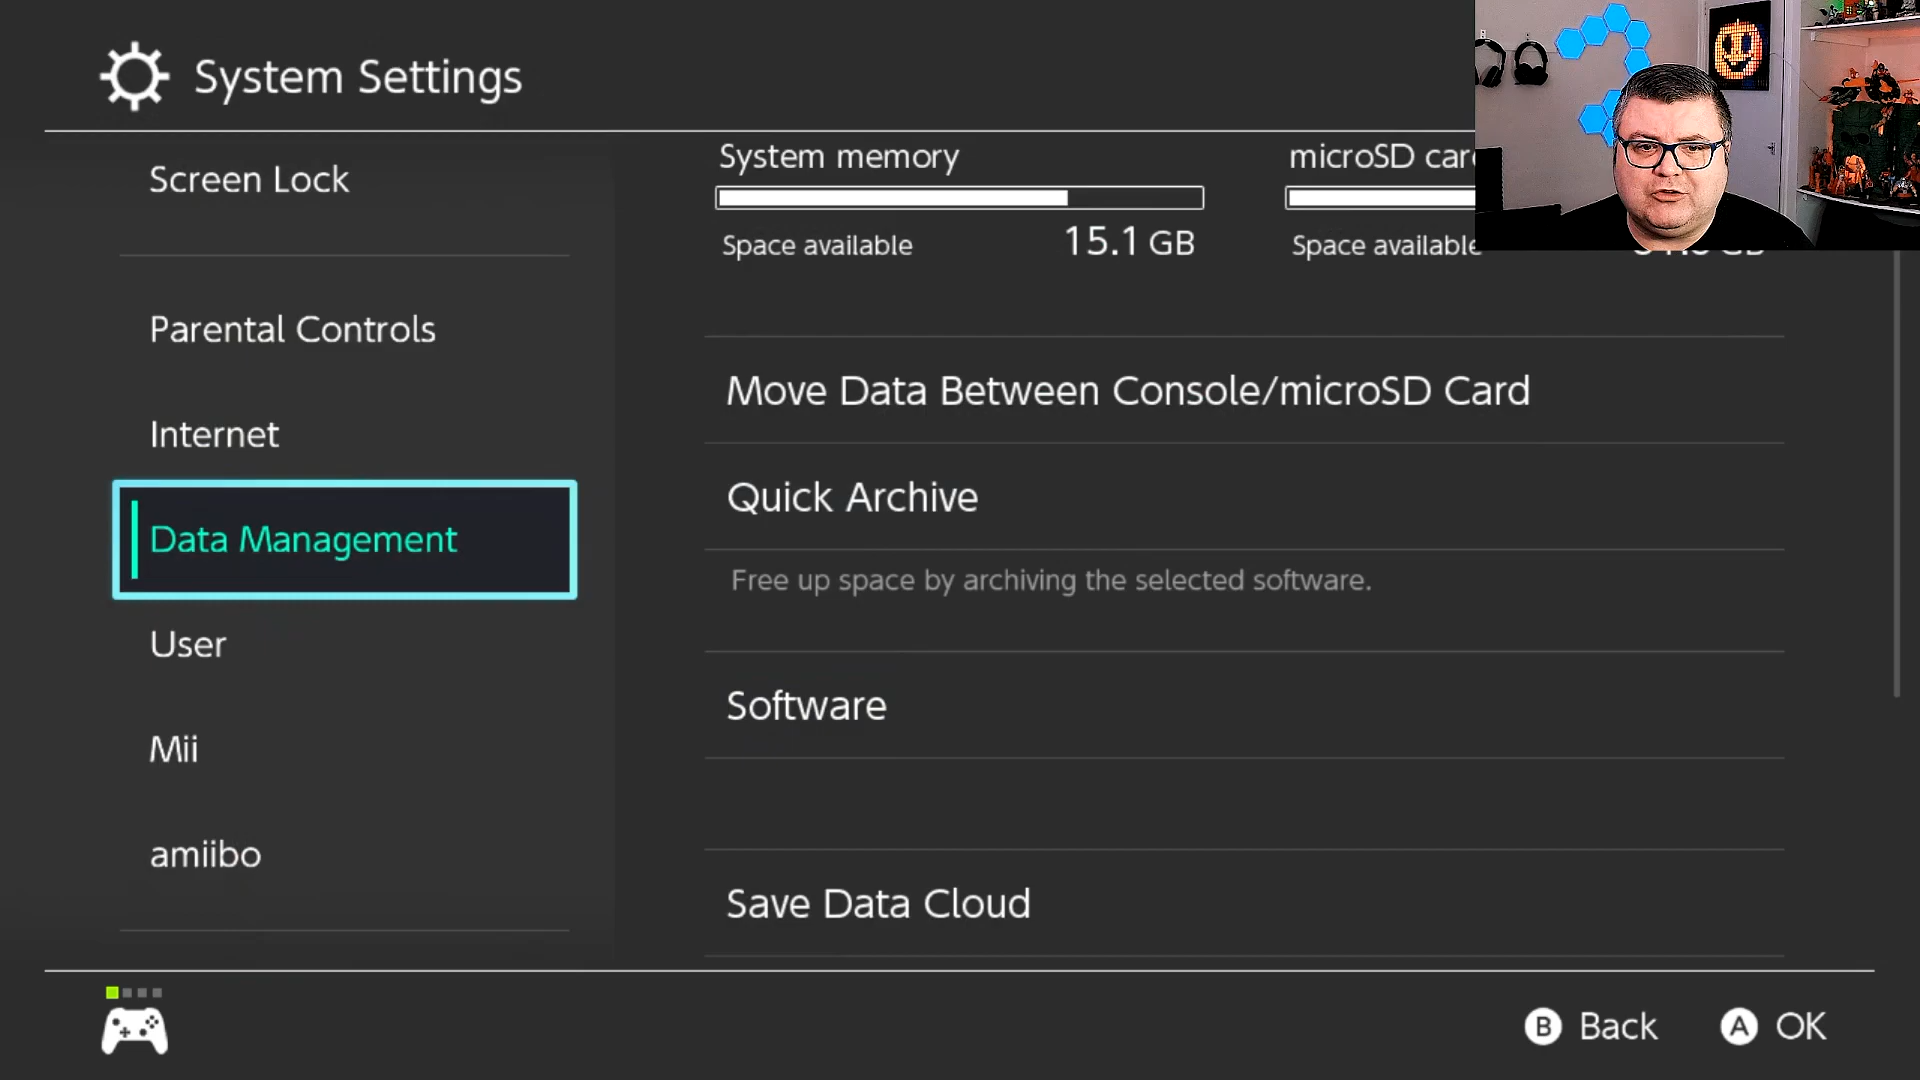 System Settings
Screen Lock
Parental Controls
Internet
Data Management
User
Mii
amiibo
System memory
Space available 15.1 GB
microSD
Space available
Move Data Between Console/microSD Card
Quick Archive
Free up space by archiving the selected software.
Software
Save Data Cloud
B Back
A OK